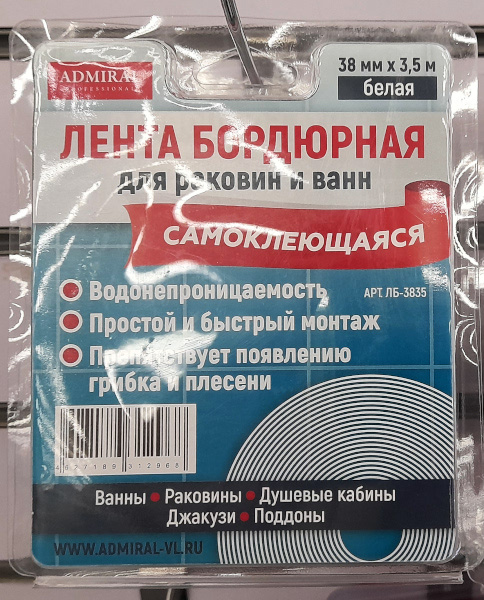 ADMIRAL
PROFESSIONAL
38 мм х 3,5 м
белая
ЛЕНТА БОРДЮРНАЯ
для раковин и ванн
САМОКЛЕЮЩАЯСЯ
Водонепроницаемость
АРТ. ЛБ-3835
Простой и быстрый монтаж
Препятствует появлению
грибка и плесени
4627189312968
Ванны • Раковины • Душевые кабины
Джакузи • Поддоны
WWW.ADMIRAL-VL.RU